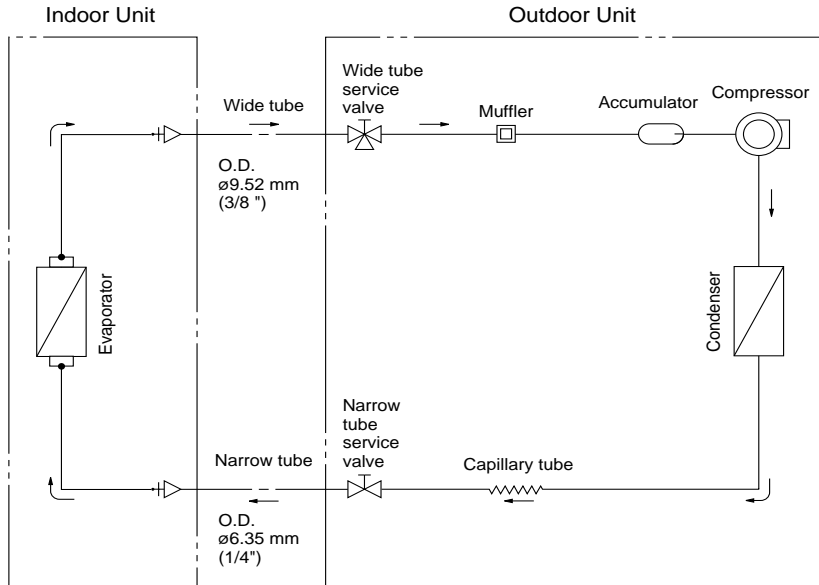 Indoor Unit
Outdoor Unit
Wide tube
service
valve
Wide tube
Muffler
Accumulator
Compressor
O.D.
ø9.52 mm
(3/8 ")
Evaporator
Condenser
Narrow
tube
service
valve
Narrow tube
Capillary tube
O.D.
ø6.35 mm
(1/4")